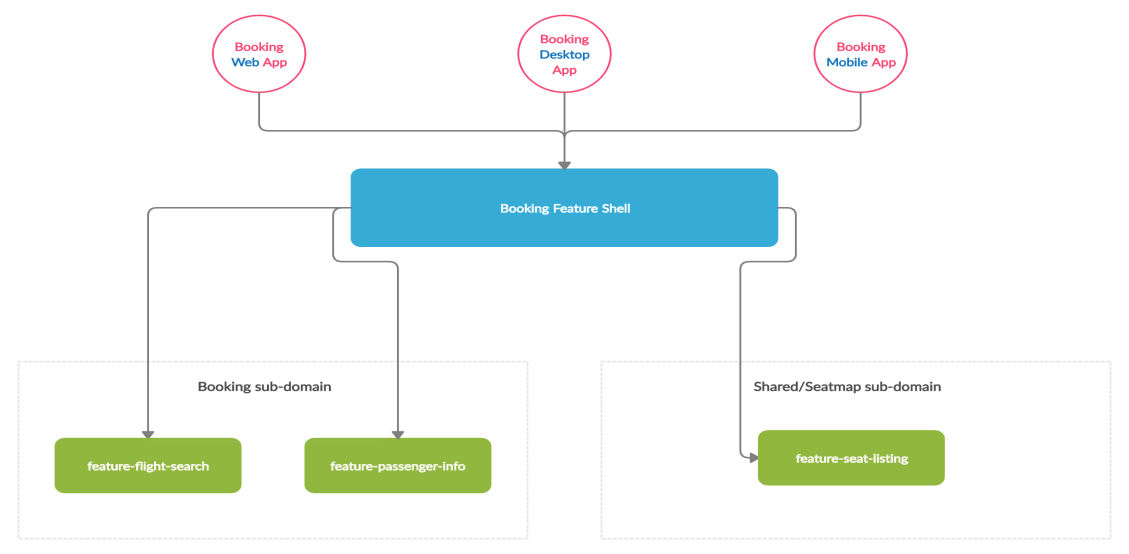 Booking
Web App
Booking
Desktop
App
Booking
Mobile App
Booking Feature Shell
Booking sub-domain
Shared/Seatmap sub-domain
feature-flight-search
feature-passenger-info
feature-seat-listing